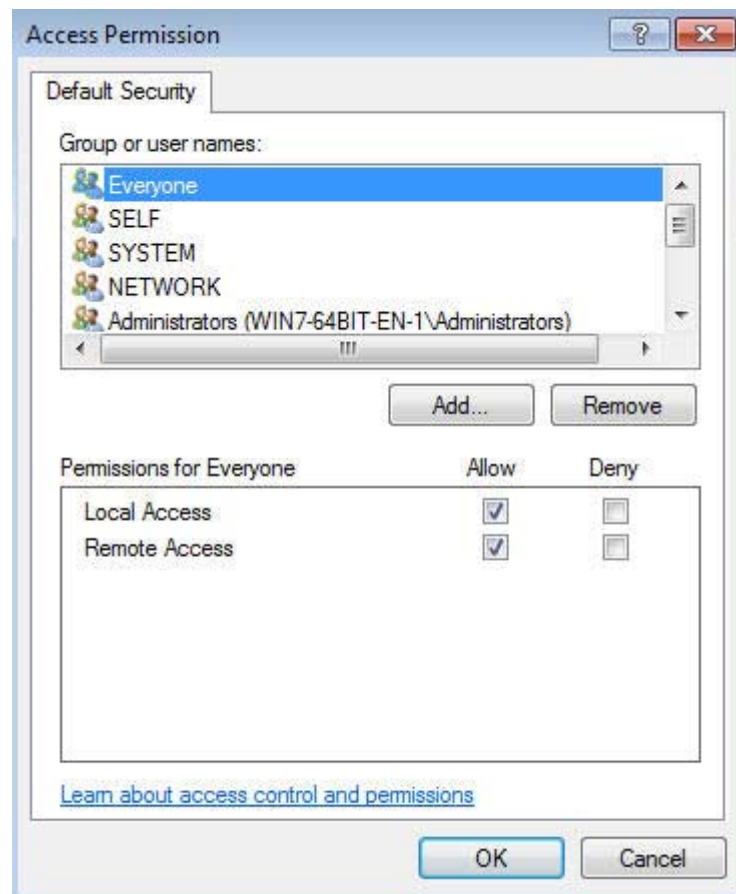 Access Permission
Default Security
Group or user names:
Everyone
SELF
SYSTEM
NETWORK
Administrators (WIN7-64BIT-EN-1\Administrators)
Add... Remove
Permissions for Everyone Allow Deny
Local Access
Remote Access
Learn about access control and permissions
OK Cancel